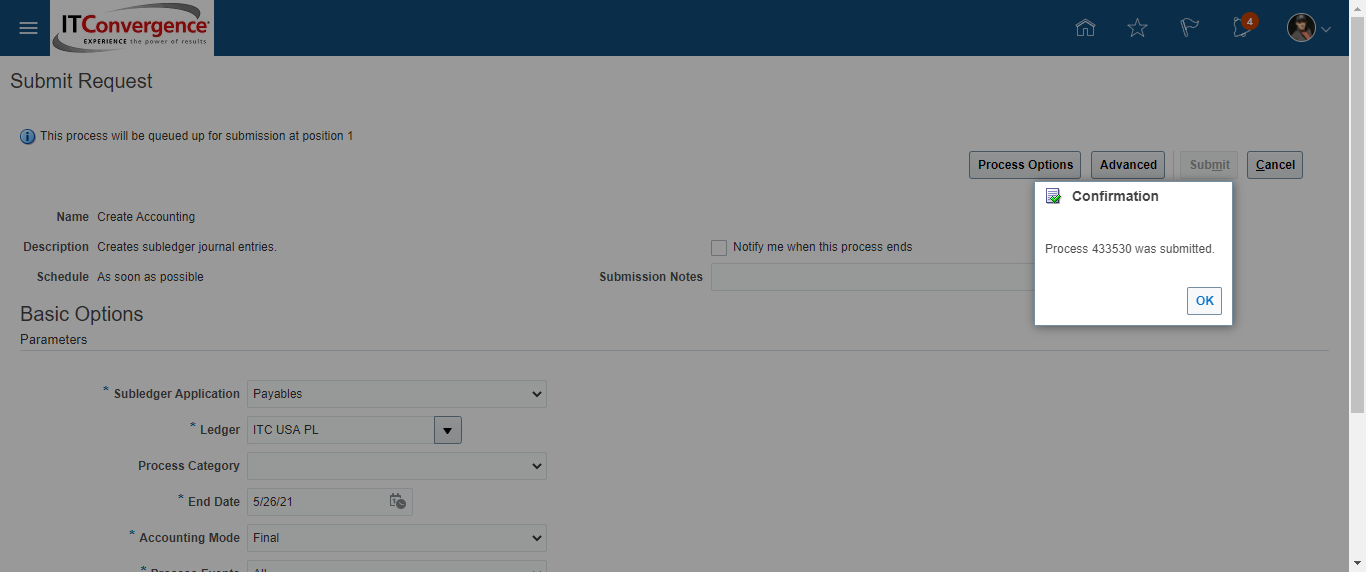 ITConvergence
EXPERIENCE the power of results
4
Submit Request
This process will be queued up for submission at position 1
Process Options Advanced Submit Cancel
Confirmation
Process 433530 was submitted.
OK
Name Create Accounting
Description Creates subledger journal entries.
Notify me when this process ends
Schedule As soon as possible
Submission Notes
Basic Options
Parameters
* Subledger Application Payables
* Ledger ITC USA PL
Process Category
* End Date 5/26/21
* Accounting Mode Final
* Process Events All